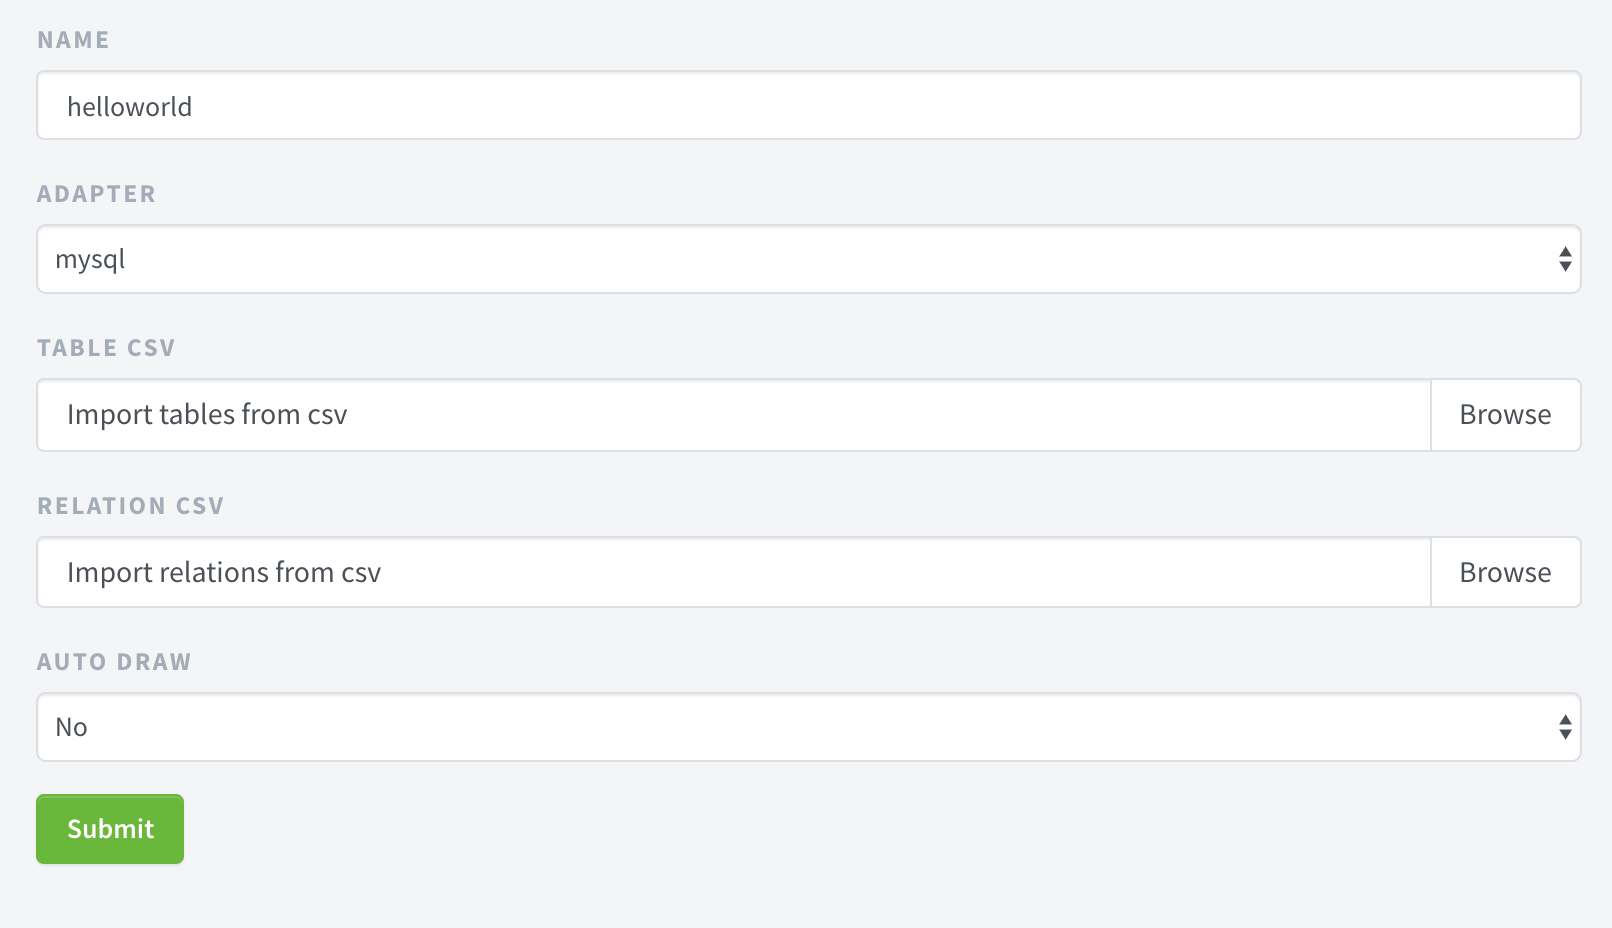 NAME
helloworld
ADAPTER
mysql
TABLE CSV
Import tables from csv Browse
RELATION CSV
Import relations from csv Browse
AUTO DRAW
No
Submit